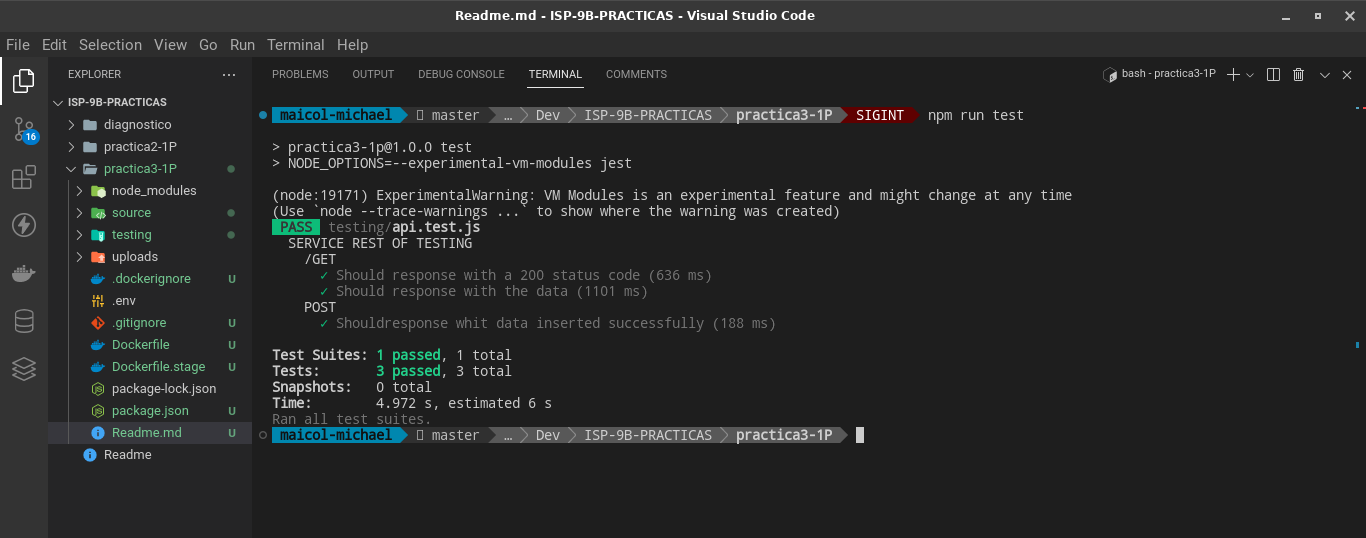 Readme.md - ISP-9B-PRACTICAS - Visual Studio Code
File Edit Selection View Go Run Terminal Help
EXPLORER ...
ISP-9B-PRACTICAS
diagnostico
practica2-1P
practica3-1P
node_modules
source
testing
uploads
.dockerignore U
.env
.gitignore U
Dockerfile U
Dockerfile.stage U
package-lock.json
package.json U
Readme.md U
Readme
16
PROBLEMS OUTPUT DEBUG CONSOLE TERMINAL COMMENTS
bash - practica3-1P
maicol-michael master … Dev ISP-9B-PRACTICAS practica3-1P SIGINT npm run test
> practica3-1p@1.0.0 test
> NODE_OPTIONS=--experimental-vm-modules jest
(node:19171) ExperimentalWarning: VM Modules is an experimental feature and might change at any time
(Use `node --trace-warnings ...` to show where the warning was created)
PASS testing/api.test.js
SERVICE REST OF TESTING
/GET
✓ Should response with a 200 status code (636 ms)
✓ Should response with the data (1101 ms)
POST
✓ Shouldresponse whit data inserted successfully (188 ms)
Test Suites: 1 passed, 1 total
Tests: 3 passed, 3 total
Snapshots: 0 total
Time: 4.972 s, estimated 6 s
Ran all test suites.
maicol-michael master … Dev ISP-9B-PRACTICAS practica3-1P